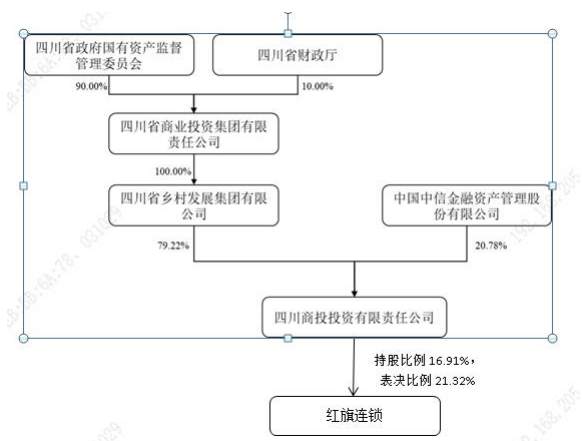 四川省政府国有资产监督
管理委员会
四川省财政厅
90.00%
10.00%
四川省商业投资集团有限
责任公司
100.00%
四川省乡村发展集团有限
公司
中国中信金融资产管理股
份有限公司
79.22%
20.78%
四川商投投资有限责任公司
持股比例 16.91%,
表决比例 21.32%
红旗连锁